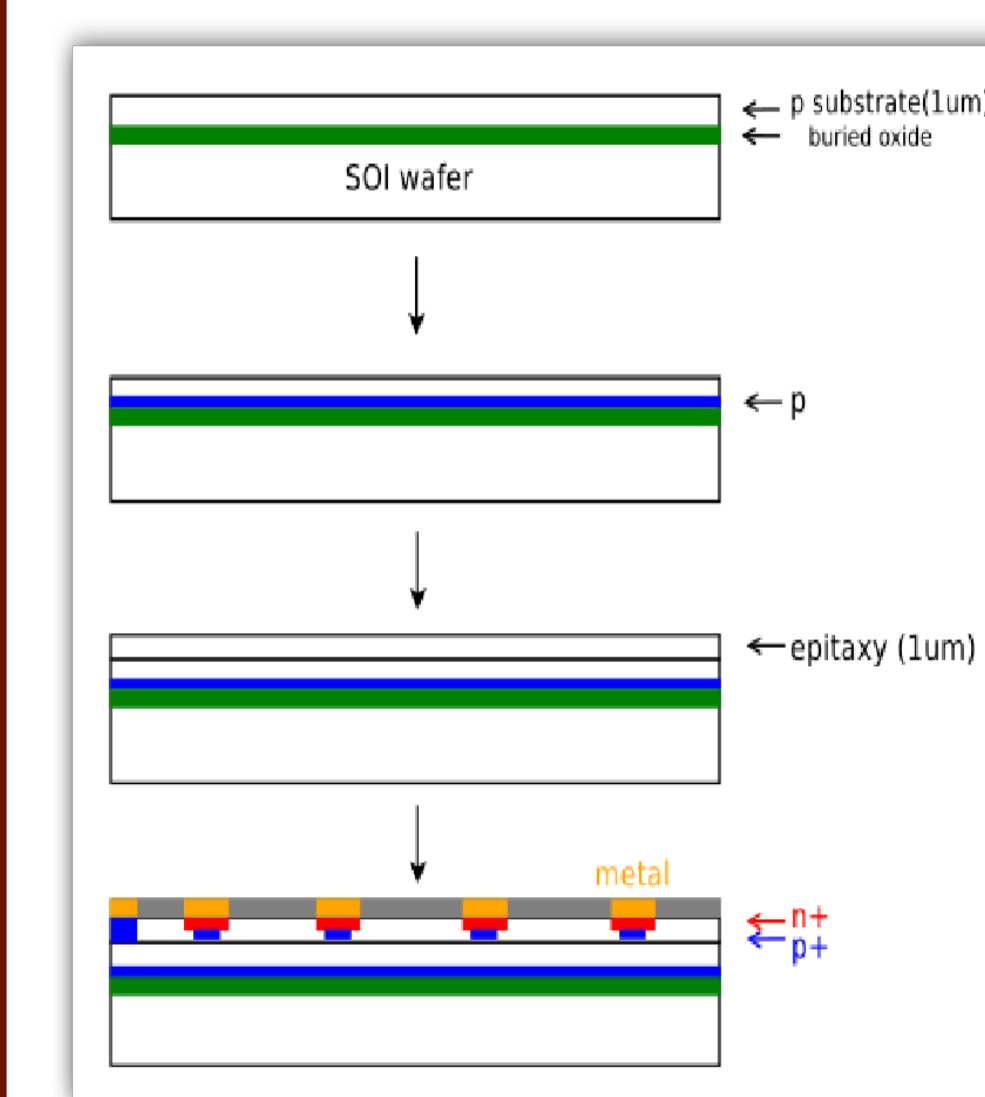 p substrate(1um)
buried oxide
SOI wafer
p
epitaxy (1um)
metal
n+
p+